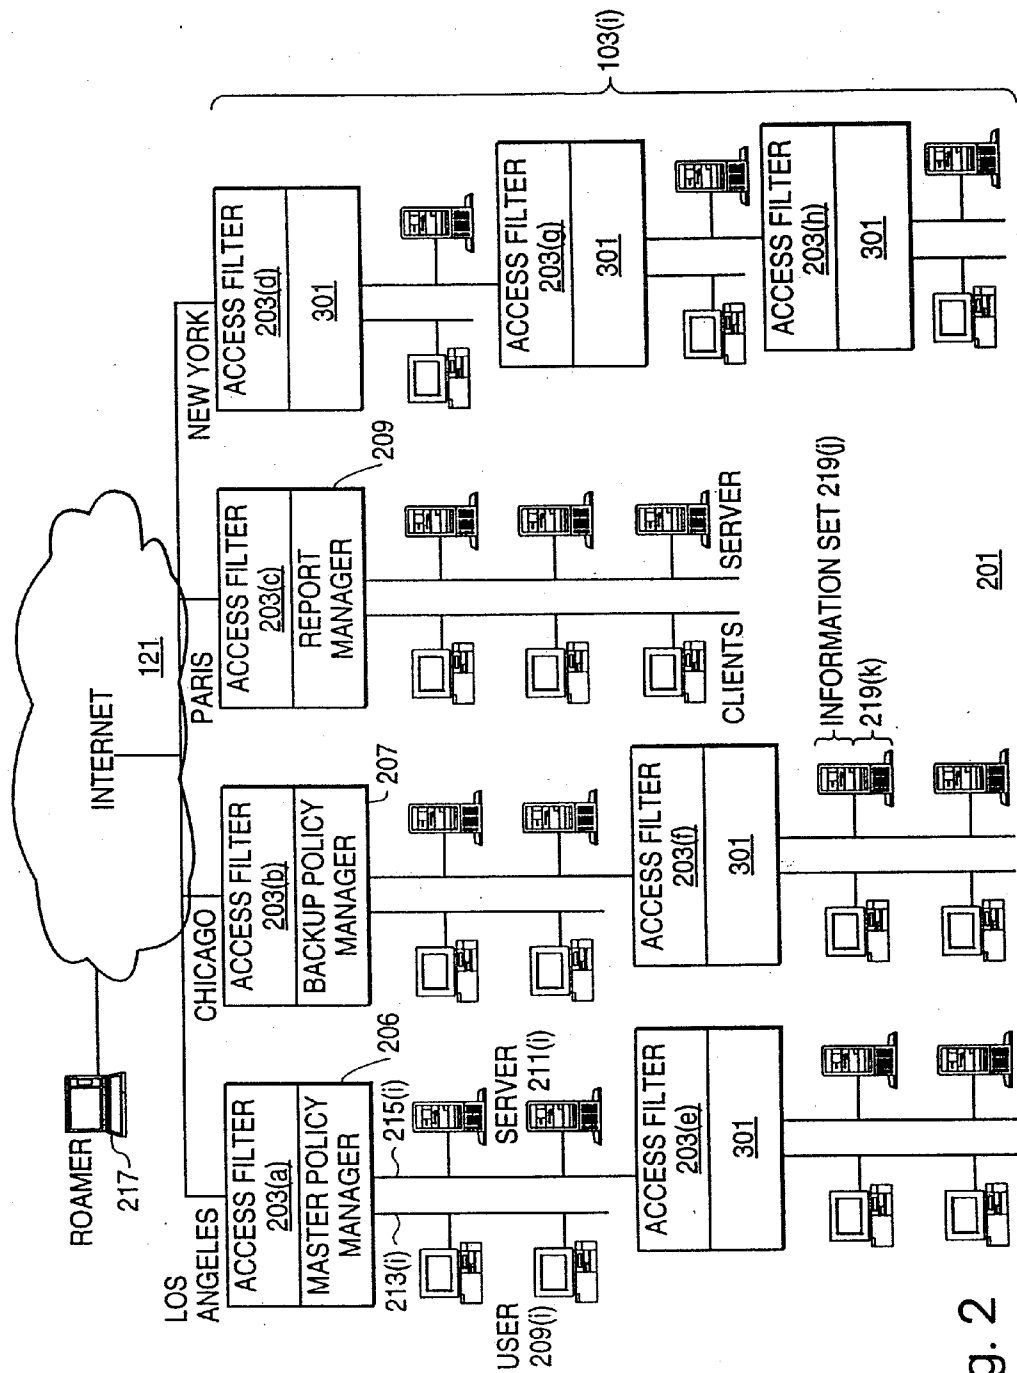 ROAMER
217
INTERNET
121
LOS
ANGELES
CHICAGO
PARIS
NEW YORK
ACCESS FILTER
203(a)
MASTER POLICY
MANAGER
206
ACCESS FILTER
203(b)
BACKUP POLICY
MANAGER
207
ACCESS FILTER
203(c)
REPORT
MANAGER
209
ACCESS FILTER
203(d)
301
103(i)
213(i)
215(i)
USER
209(i)
SERVER
211(i)
ACCESS FILTER
203(e)
301
ACCESS FILTER
203(f)
301
INFORMATION SET 219(j)
219(k)
CLIENTS
SERVER
ACCESS FILTER
203(g)
301
ACCESS FILTER
203(h)
301
201
g. 2